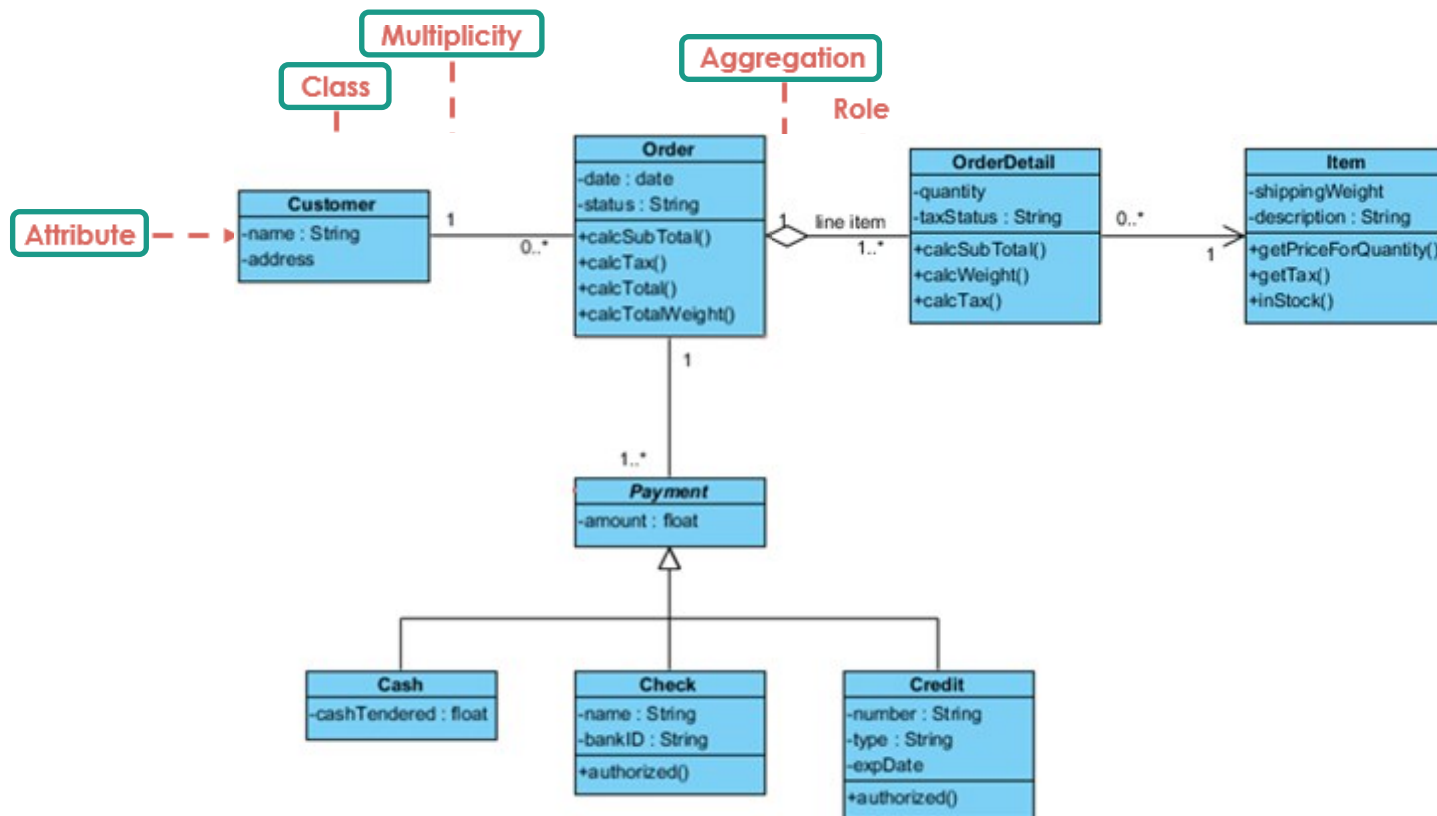 Multiplicity
Aggregation
Class
Role
Attribute
Customer
-name : String
-address
1
0..*
Order
-date : date
-status : String
+calcSubTotal()
+calcTax()
+calcTotal()
+calcTotalWeight()
1
line item
1..*
OrderDetail
-quantity
-taxStatus : String
+calcSubTotal()
+calcWeight()
+calcTax()
0..*
1
Item
-shippingWeight
-description : String
+getPriceForQuantity()
+getTax()
+inStock()
1
1..*
Payment
-amount : float
Cash
-cashTendered : float
Check
-name : String
-bankID : String
+authorized()
Credit
-number : String
-type : String
-expDate
+authorized()